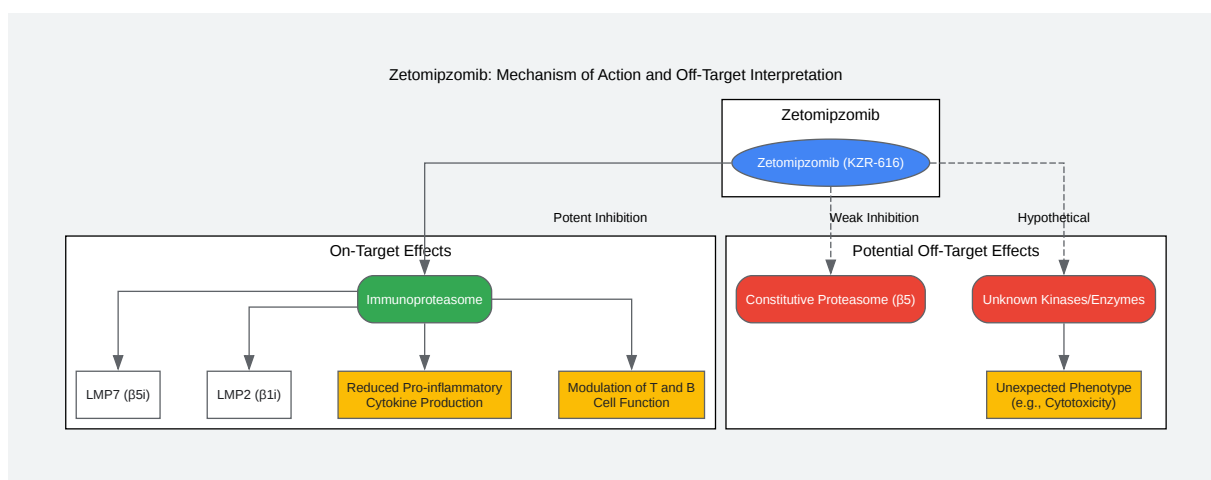 Zetomipzomib: Mechanism of Action and Off-Target Interpretation
Zetomipzomib
Zetomipzomib (KZR-616)
Potent Inhibition
Weak Inhibition
Hypothetical
On-Target Effects
Potential Off-Target Effects
Immunoproteasome
Constitutive Proteasome (β5)
Unknown Kinases/Enzymes
LMP7 (β5i)
LMP2 (β1i)
Reduced Pro-inflammatory
Cytokine Production
Modulation of T and B
Cell Function
Unexpected Phenotype
(e.g., Cytotoxicity)